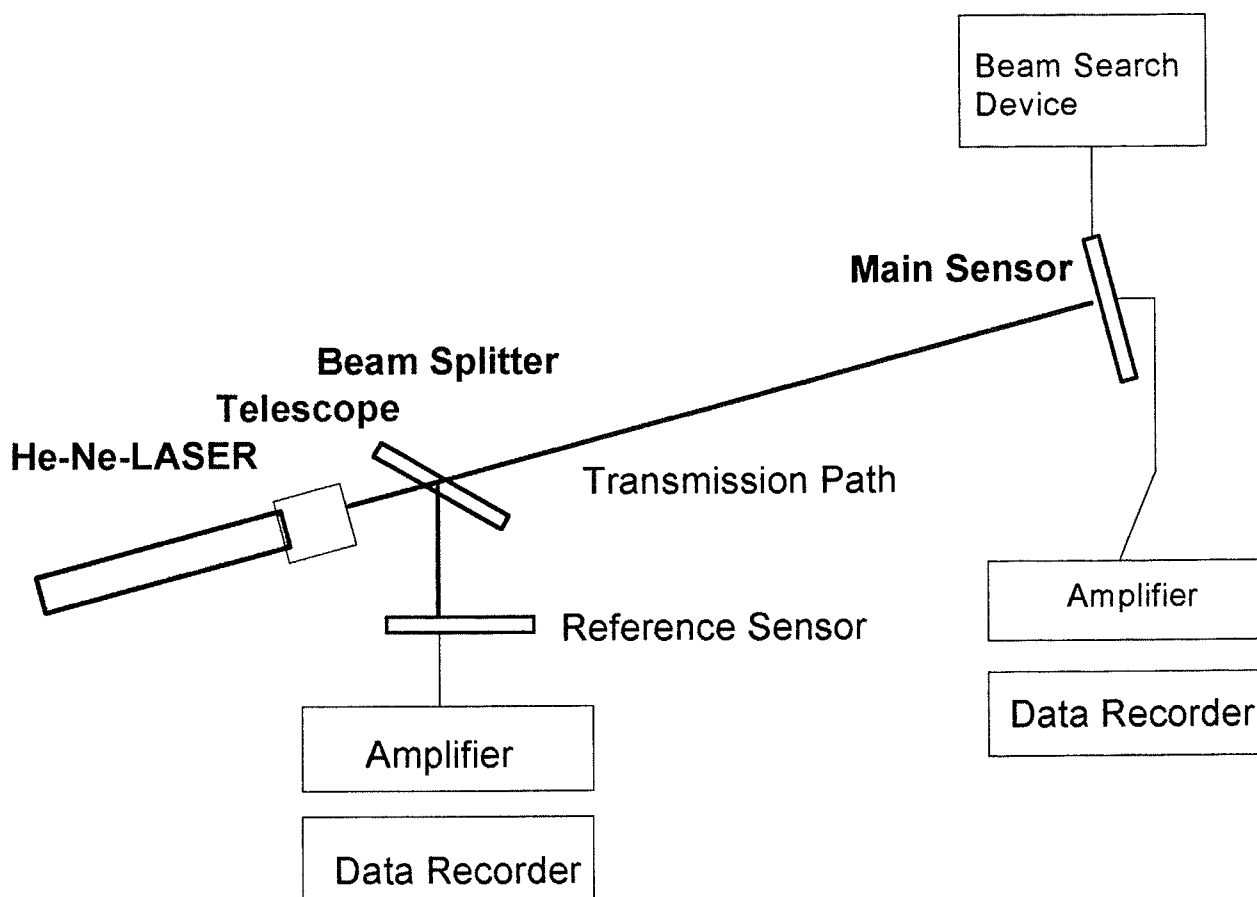 Beam Search
Device
Main Sensor
Beam Splitter
Telescope
He-Ne-LASER
Transmission Path
Reference Sensor
Amplifier
Data Recorder
Amplifier
Data Recorder